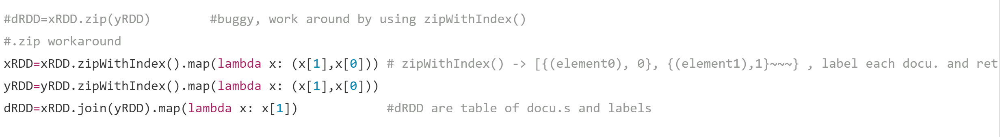 #dRDD=xRDD.zip(yRDD)        #buggy, work around by using zipWithIndex()
#.zip workaround
xRDD=xRDD.zipWithIndex().map(lambda x: (x[1],x[0])) # zipWithIndex() -> [{(element0), 0}, {(element1),1}~~~} , label each docu. and ret
yRDD=yRDD.zipWithIndex().map(lambda x: (x[1],x[0]))
dRDD=xRDD.join(yRDD).map(lambda x: x[1])            #dRDD are table of docu.s and labels